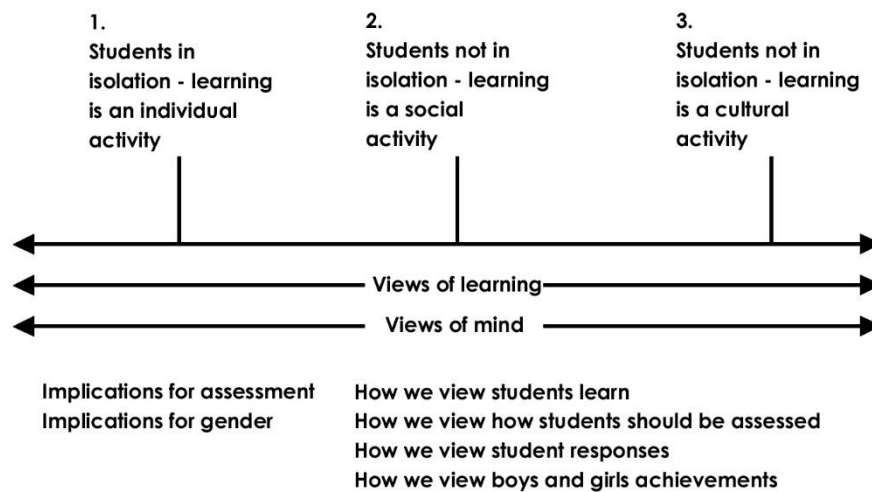 1.
Students in
isolation - learning
is an individual
activity
2.
Students not in
isolation - learning
is a social
activity
3.
Students not in
isolation - learning
is a cultural
activity
Views of learning
Views of mind
Implications for assessment
Implications for gender
How we view students learn
How we view how students should be assessed
How we view student responses
How we view boys and girls achievements